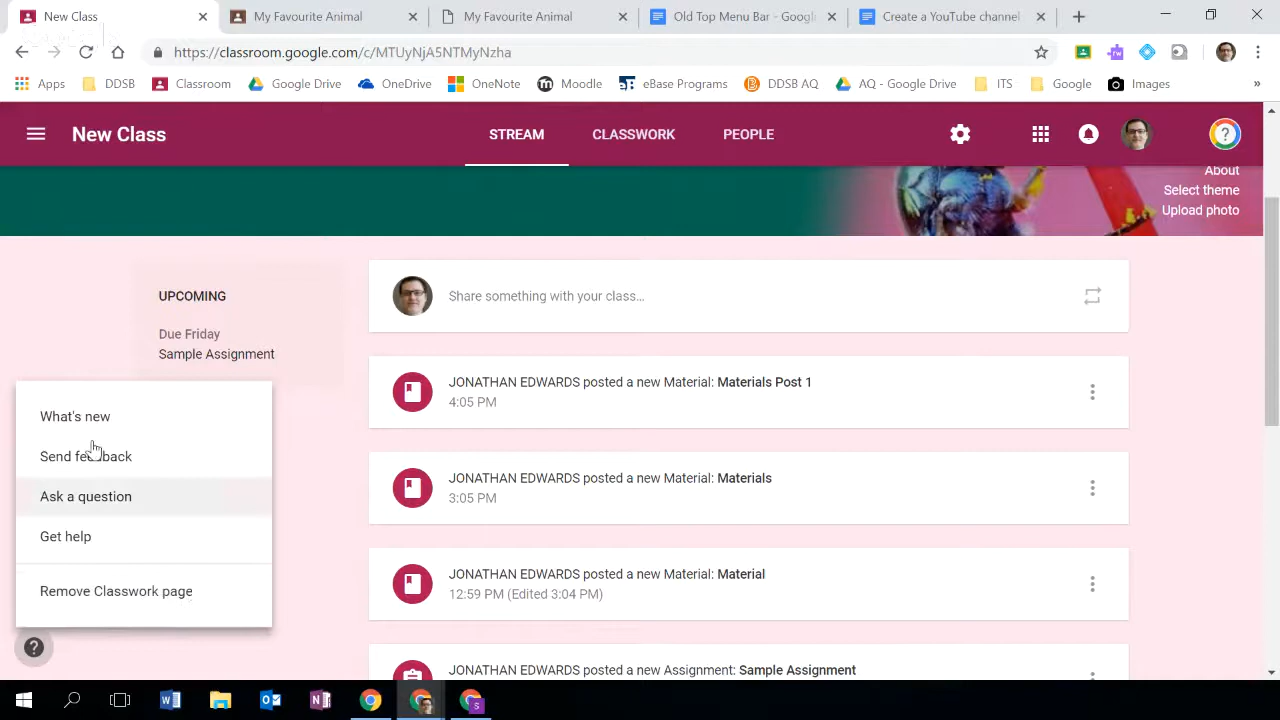 New Class
My Favourite Animal
My Favourite Animal
Old Top Menu Bar - Googl
Create a YouTube channel
https://classroom.google.com/c/MTUyNjA5NTMyNzha
Apps
DDSB
Classroom
Google Drive
OneDrive
OneNote
Moodle
eBase Programs
DDSB AQ
AQ - Google Drive
ITS
Google
Images
New Class
STREAM
CLASSWORK
PEOPLE
About
Select theme
Upload photo
UPCOMING
Due Friday
Sample Assignment
Share something with your class...
JONATHAN EDWARDS posted a new Material: Materials Post 1
4:05 PM
JONATHAN EDWARDS posted a new Material: Materials
3:05 PM
JONATHAN EDWARDS posted a new Material: Material
12:59 PM (Edited 3:04 PM)
JONATHAN EDWARDS posted a new Assignment: Sample Assignment
What's new
Send feedback
Ask a question
Get help
Remove Classwork page